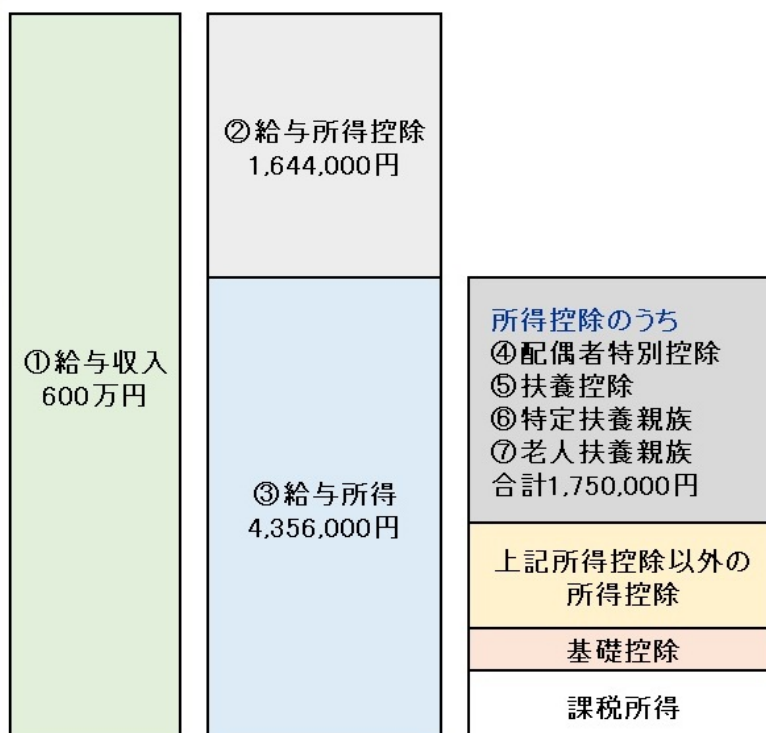 ①給与収入
600万円
②給与所得控除
1,644,000円
③給与所得
4,356,000円
所得控除のうち
④配偶者特別控除
⑤扶養控除
⑥特定扶養親族
⑦老人扶養親族
合計1,750,000円
上記所得控除以外の
所得控除
基礎控除
課税所得